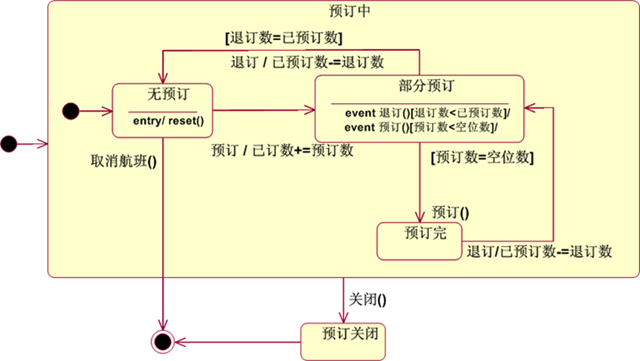 预订中
[退订数=已预订数]
退订 / 已预订数-=退订数
无预订
entry/ reset()
部分预订
event 退订()[退订数<已预订数]/
event 预订()[预订数<空位数]/
取消航班()
预订 / 已订数+=预订数
[预订数=空位数]
预订()
预订完
退订/已预订数-=退订数
关闭()
预订关闭